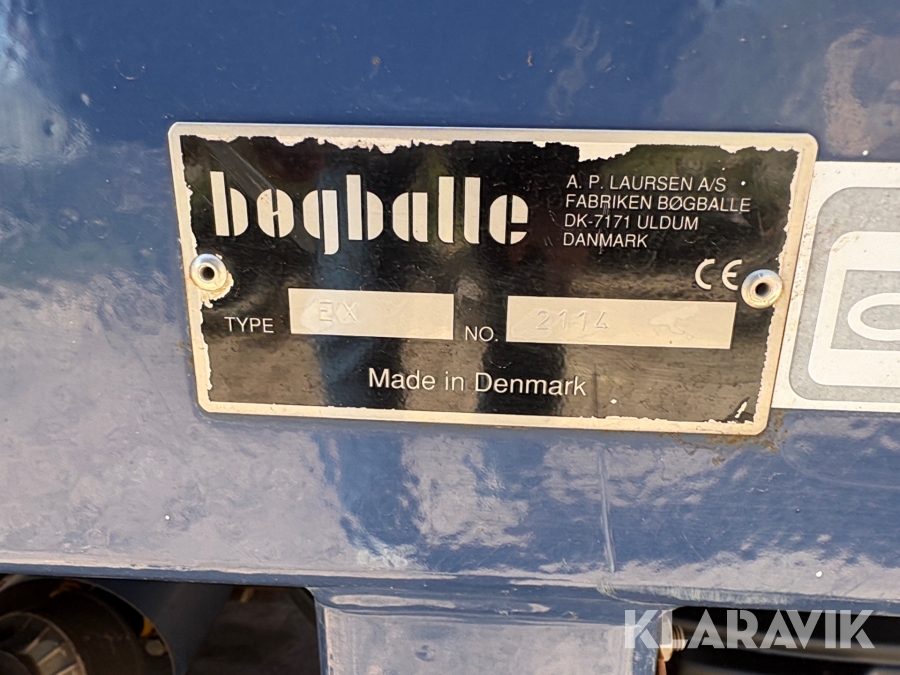 bøgballe
A. P. LAURSEN A/S
FABRIKEN BØGBALLE
DK-7171 ULDUM
DANMARK
CE
TYPE EX NO. 2114
Made in Denmark
KLARAVIK